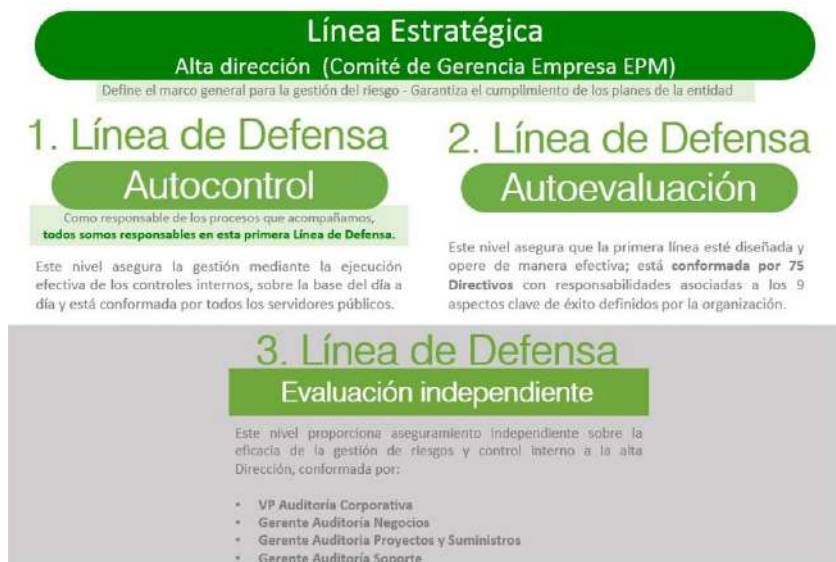 Línea Estratégica
Alta dirección (Comité de Gerencia Empresa EPM)
Define el marco general para la gestión del riesgo - Garantiza el cumplimiento de los planes de la entidad
1. Línea de Defensa
Autocontrol
Como responsable de los procesos que acompañamos,
todos somos responsables en esta primera Línea de Defensa.
Este nivel asegura la gestión mediante la ejecución
efectiva de los controles internos, sobre la base del día a
día y está conformada por todos los servidores públicos.
2. Línea de Defensa
Autoevaluación
Este nivel asegura que la primera línea esté diseñada y
opere de manera efectiva; está conformada por 75
Directivos con responsabilidades asociadas a los 9
aspectos clave de éxito definidos por la organización.
3. Línea de Defensa
Evaluación independiente
Este nivel proporciona aseguramiento independiente sobre la
eficacia de la gestión de riesgos y control interno a la alta
Dirección, conformada por:
• VP Auditoría Corporativa
• Gerente Auditoría Negocios
• Gerente Auditoria Proyectos y Suministros
• Gerente Auditoría Soporte